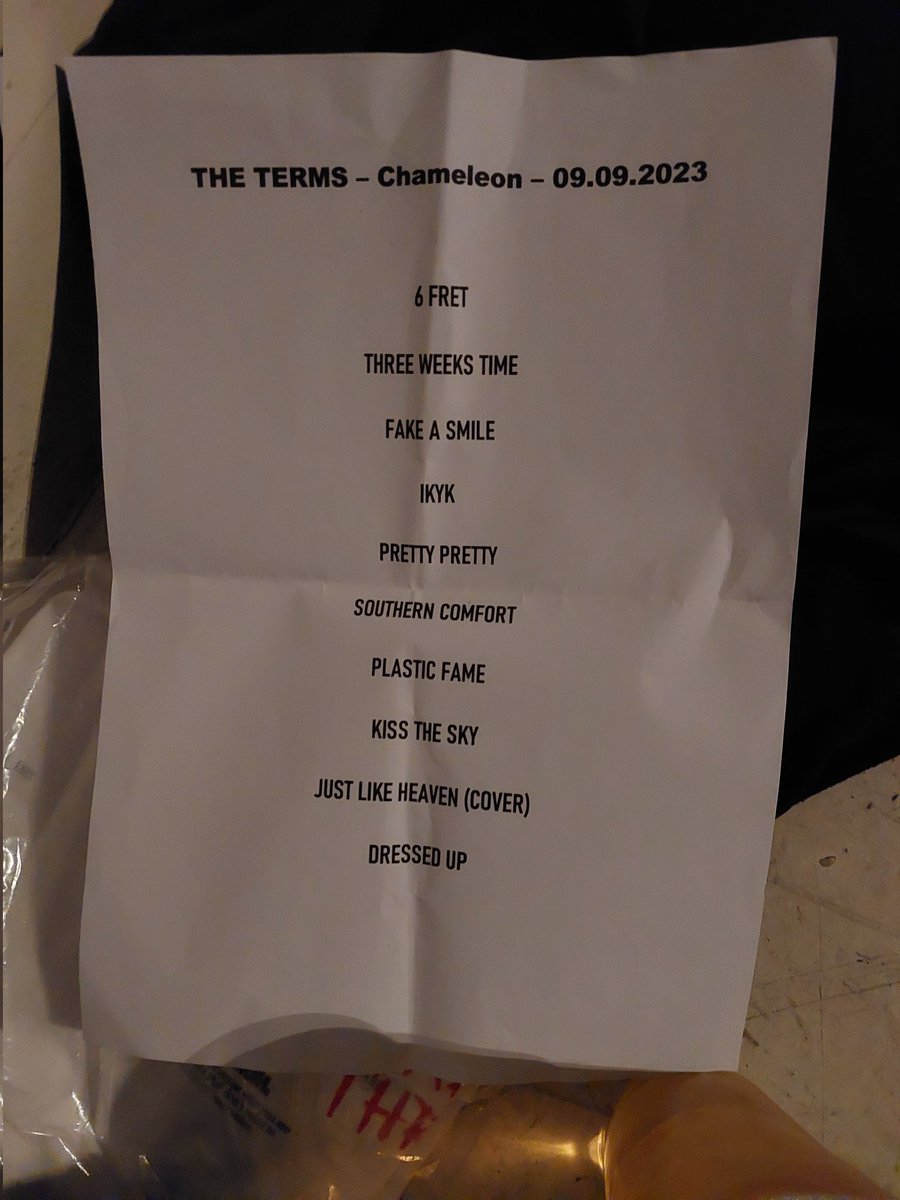 THE TERMS – Chameleon – 09.09.2023
6 FRET
THREE WEEKS TIME
FAKE A SMILE
IKYK
PRETTY PRETTY
SOUTHERN COMFORT
PLASTIC FAME
KISS THE SKY
JUST LIKE HEAVEN (COVER)
DRESSED UP